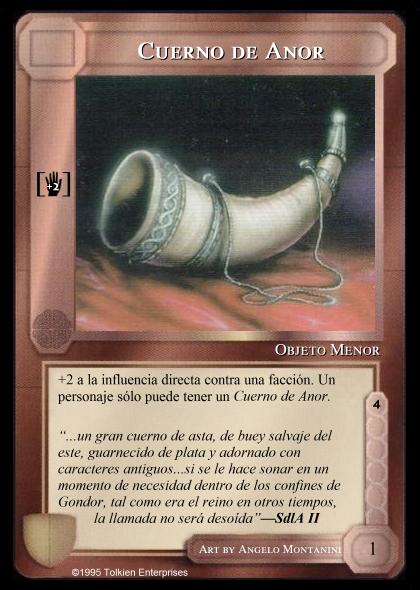 Cuerno de Anor
[+2]
Objeto Menor
+2 a la influencia directa contra una facción. Un
personaje sólo puede tener un Cuerno de Anor.
4
“...un gran cuerno de asta, de buey salvaje del
este, guarnecido de plata y adornado con
caracteres antiguos...si se le hace sonar en un
momento de necesidad dentro de los confines de
Gondor, tal como era el reino en otros tiempos,
la llamada no será desoída”—SdlA II
Art by Angelo Montanini
1
©1995 Tolkien Enterprises